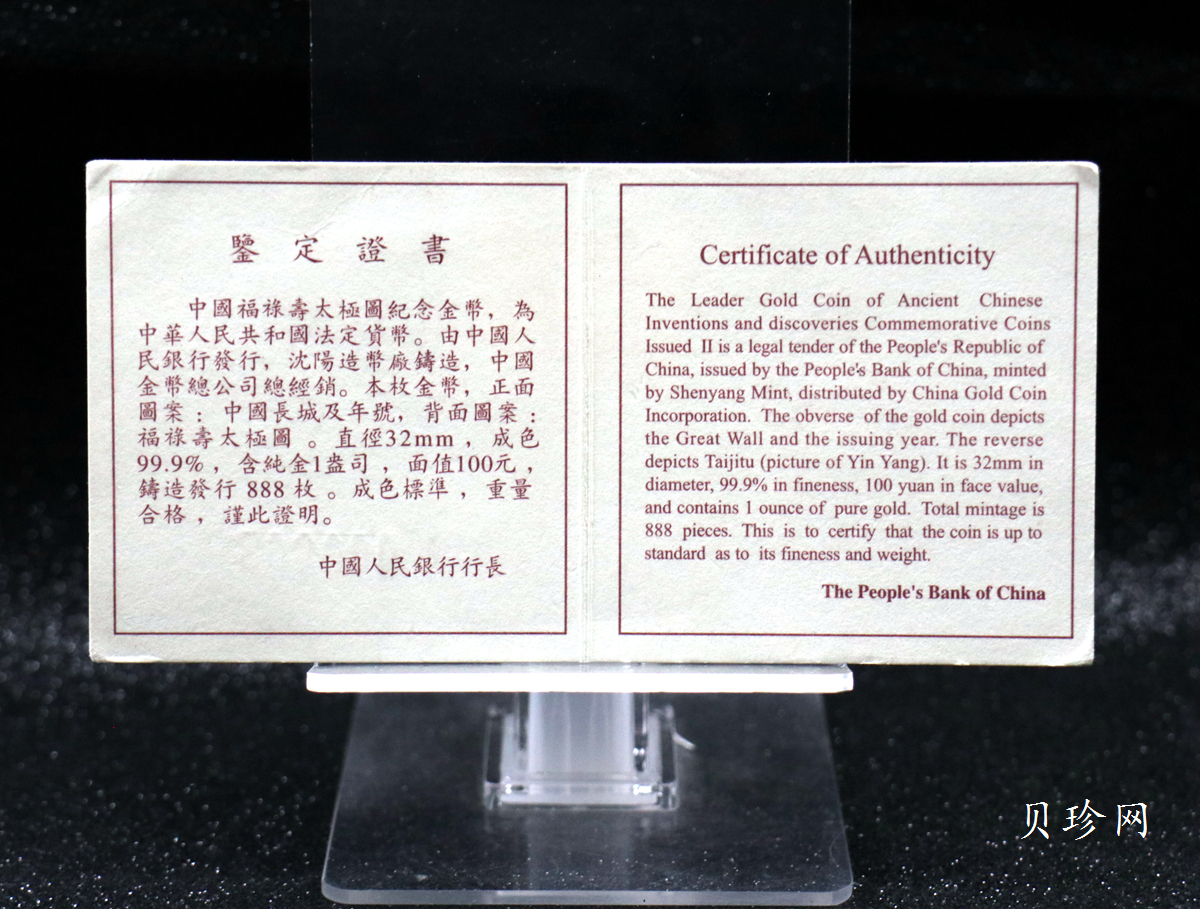 鑒定證書
中國福祿壽太極圖紀念金幣，為
中華人民共和國法定貨幣。由中國人
民銀行發行，沈陽造幣廠鑄造，中國
金幣總公司總經銷。本枚金幣，正面
圖案：中國長城及年號，背面圖案：
福祿壽太極圖。直徑32mm，成色
99.9%，含純金1盎司，面值100元，
鑄造發行888枚。成色標準，重量
合格，謹此證明。
中國人民銀行行長
Certificate of Authenticity
The Leader Gold Coin of Ancient Chinese
Inventions and discoveries Commemorative Coins
Issued II is a legal tender of the People's Republic of
China, issued by the People's Bank of China, minted
by Shenyang Mint, distributed by China Gold Coin
Incorporation. The obverse of the gold coin depicts
the Great Wall and the issuing year. The reverse
depicts Taijitu (picture of Yin Yang). It is 32mm in
diameter, 99.9% in fineness, 100 yuan in face value,
and contains 1 ounce of pure gold. Total mintage is
888 pieces. This is to certify that the coin is up to
standard as to its fineness and weight.
The People's Bank of China
贝珍网